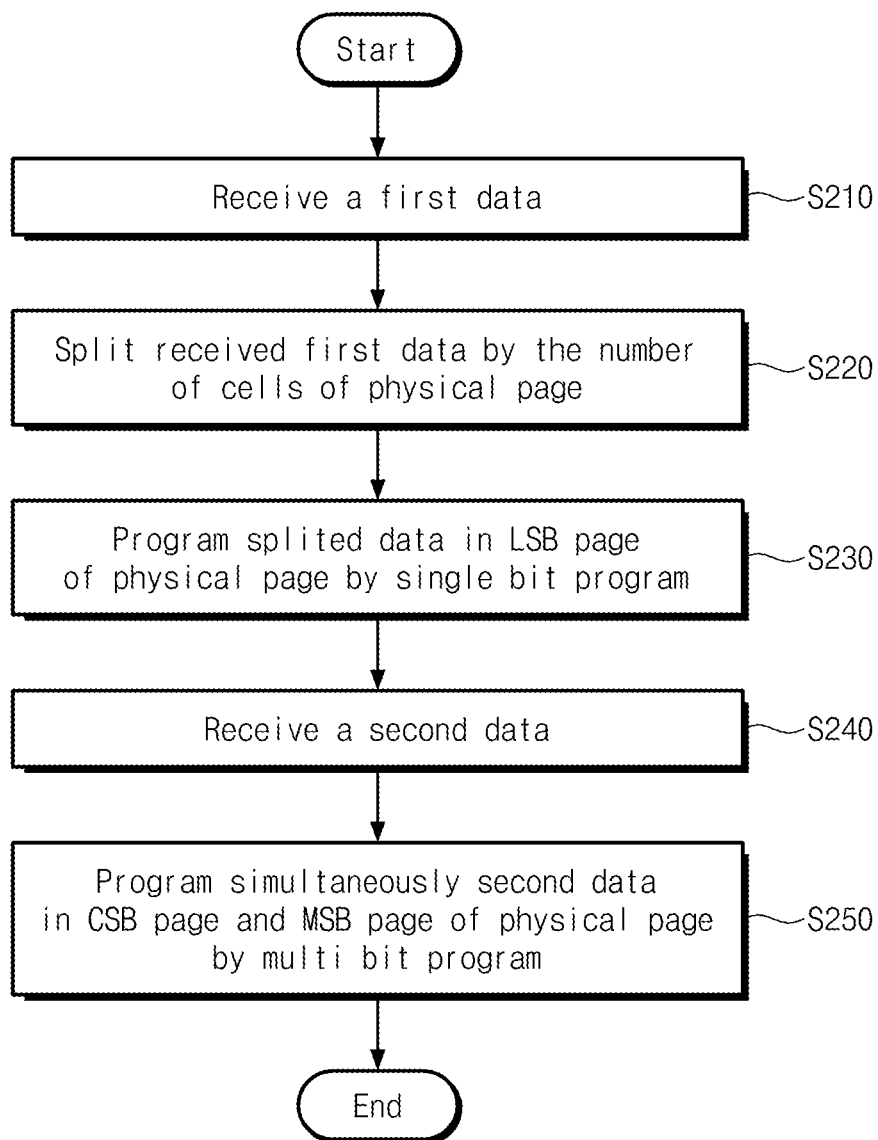 Start
Receive a first data
S210
Split received first data by the number
of cells of physical page
S220
Program splited data in LSB page
of physical page by single bit program
S230
Receive a second data
S240
Program simultaneously second data
in CSB page and MSB page of physical page
by multi bit program
S250
End